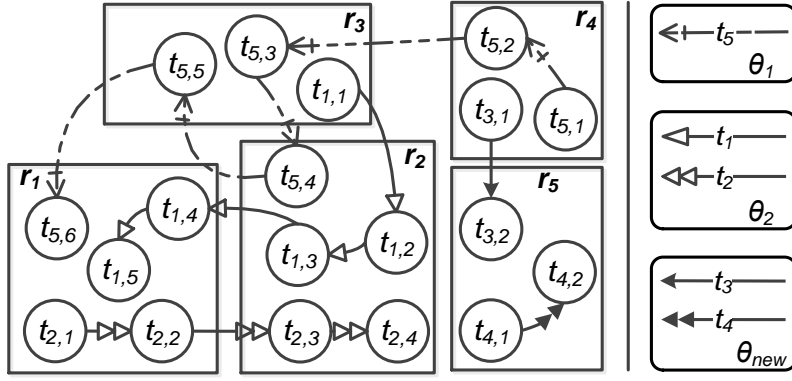 r3
r4
t5,3
t5,2
t5
t5,5
θ1
t1,1
t3,1
t5,1
r2
t1
r1
t5,4
r5
t2
t1,4
θ2
t5,6
t3,2
t1,3
t1,2
t1,5
t4,2
t3
t2,1
t2,2
t2,3
t2,4
t4,1
t4
θnew